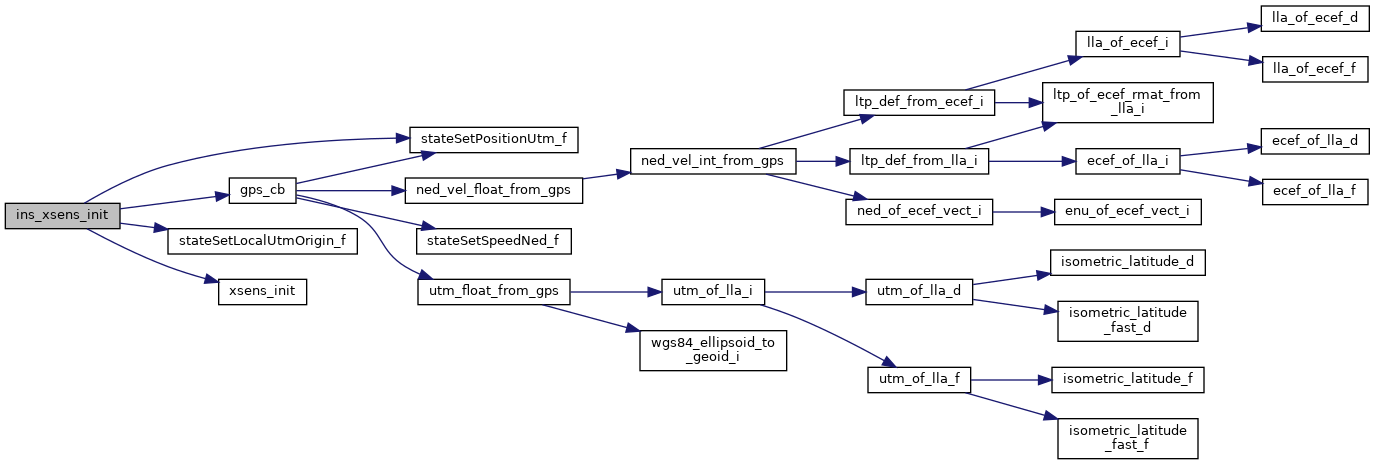 ins_xsens_init
stateSetPositionUtm_f
gps_cb
stateSetLocalUtmOrigin_f
xsens_init
ned_vel_float_from_gps
stateSetSpeedNed_f
utm_float_from_gps
ned_vel_int_from_gps
utm_of_lla_i
wgs84_ellipsoid_to
_geoid_i
ltp_def_from_ecef_i
ltp_def_from_lla_i
ned_of_ecef_vect_i
utm_of_lla_d
utm_of_lla_f
lla_of_ecef_i
ltp_of_ecef_rmat_from
_lla_i
ecef_of_lla_i
enu_of_ecef_vect_i
isometric_latitude_d
isometric_latitude
_fast_d
isometric_latitude_f
isometric_latitude
_fast_f
lla_of_ecef_d
lla_of_ecef_f
ecef_of_lla_d
ecef_of_lla_f